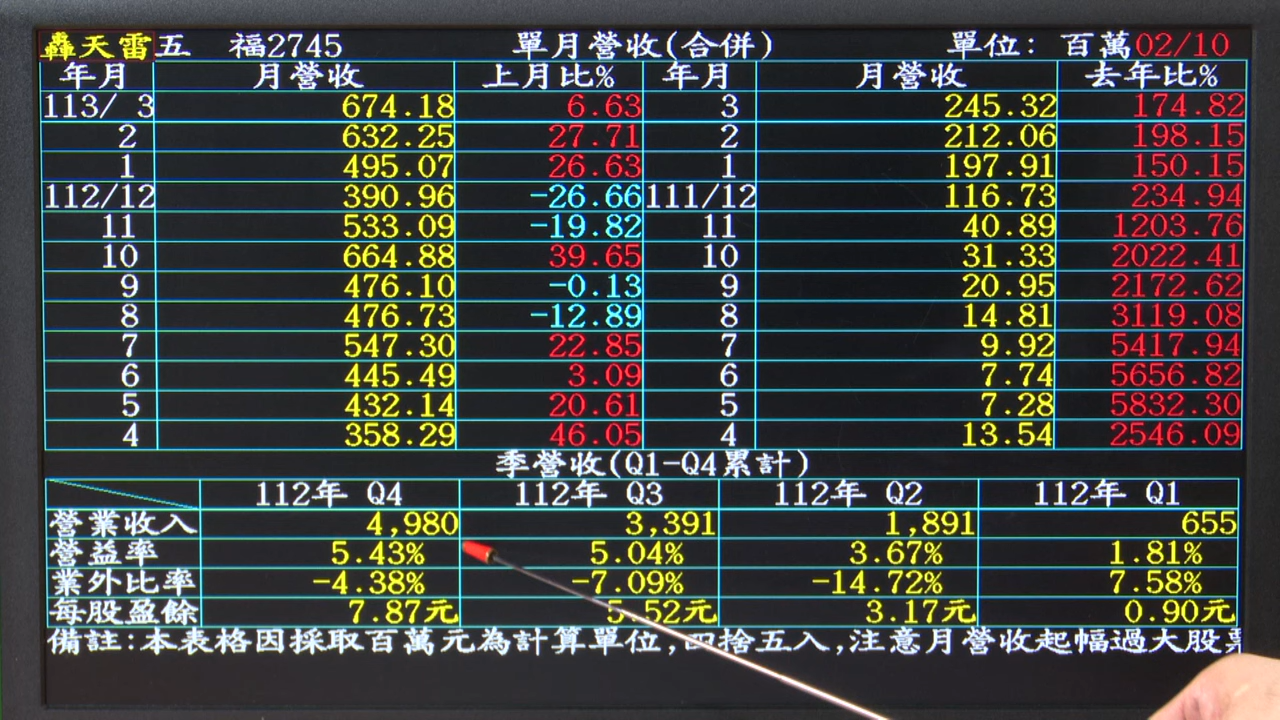 轟天雷五 福2745 單月營收(合併) 單位: 百萬02/10
年月 月營收 上月比% 年月 月營收 去年比%
113/ 3 674.18 6.63 3 245.32 174.82
2 632.25 27.71 2 212.06 198.15
1 495.07 26.63 1 197.91 150.15
112/12 390.96 -26.66 111/12 116.73 234.94
11 533.09 -19.82 11 40.89 1203.76
10 664.88 39.65 10 31.33 2022.41
9 476.10 -0.13 9 20.95 2172.62
8 476.73 -12.89 8 14.81 3119.08
7 547.30 22.85 7 9.92 5417.94
6 445.49 3.09 6 7.74 5656.82
5 432.14 20.61 5 7.28 5832.30
4 358.29 46.05 4 13.54 2546.09
季營收(Q1-Q4累計)
112年 Q4 112年 Q3 112年 Q2 112年 Q1
營業收入 4,980 3,391 1,891 655
營益率 5.43% 5.04% 3.67% 1.81%
業外比率 -4.38% -7.09% -14.72% 7.58%
每股盈餘 7.87元 5.52元 3.17元 0.90元
備註:本表格因採取百萬元為計算單位,四捨五入,注意月營收起幅過大股票